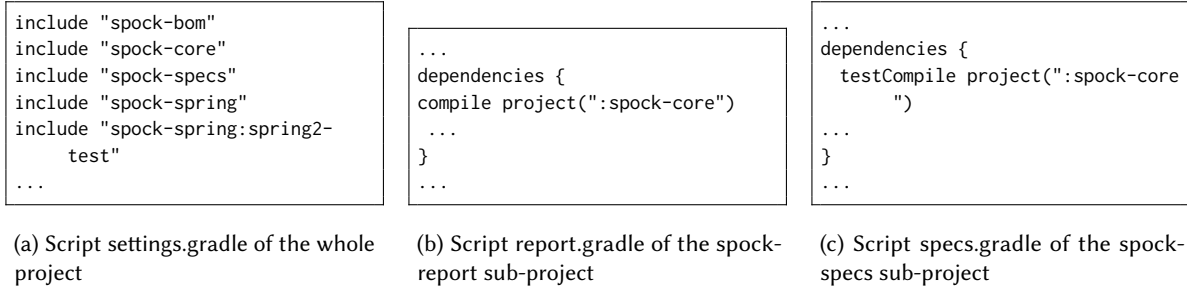 include "spock-bom"
include "spock-core"
include "spock-specs"
include "spock-spring"
include "spock-spring:spring2-
test"
...
(a) Script settings.gradle of the whole
project
...
dependencies {
compile project(":spock-core")
...
}
...
(b) Script report.gradle of the spock-
report sub-project
...
dependencies {
testCompile project(":spock-core
")
...
}
...
(c) Script specs.gradle of the spock-
specs sub-project